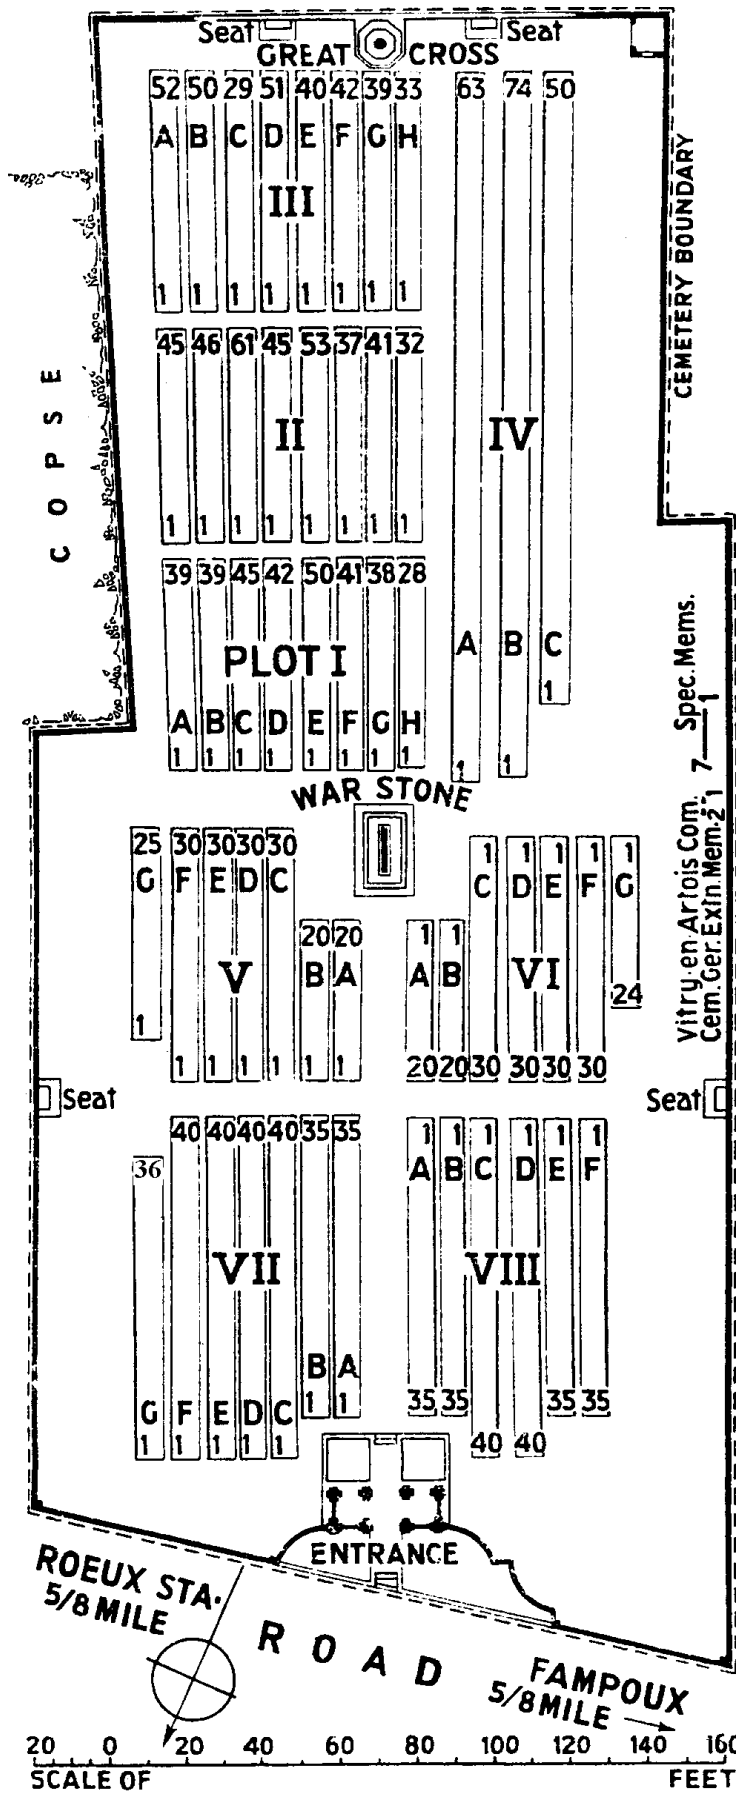 Seat Seat
GREAT CROSS
52 50 29 51 40 42 39 33 63 74 50
A B C D E F G H
III
1 1 1 1 1 1 1 1
CEMETERY BOUNDARY
COPSE
45 46 61 45 53 37 41 32
II IV
1 1 1 1 1 1 1 1
39 39 45 42 50 41 38 28
PLOT I
A B C
1
A B C D E F G H
1 1 1 1 1 1 1 1 1 1
Spec. Mems.
7—1
Vitry-en-Artois Com.
Cem. Ger. Extn. Mem. 2-1
WAR STONE
25 30 30 30 30 1 1 1 1 1
G F E D C C D E F G
20 20 1 1
V B A A B VI
24
1
1 1 1 1 1 1 20 20 30 30 30 30
Seat Seat
40 40 40 40 35 35 1 1 1 1 1 1
36 A B C D E F
VII VIII
B A
1 1 35 35 35 35
G F E D C
1 1 1 1 1 40 40
ENTRANCE
ROEUX STA.
5/8 MILE
ROAD
FAMPOUX
5/8 MILE
20 0 20 40 60 80 100 120 140 160
SCALE OF FEET